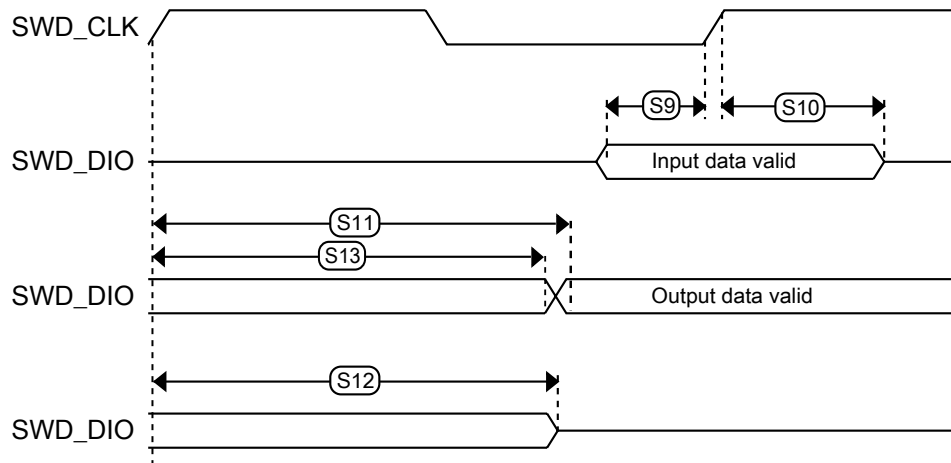 SWD_CLK
S9
S10
SWD_DIO
Input data valid
S11
S13
SWD_DIO
Output data valid
S12
SWD_DIO